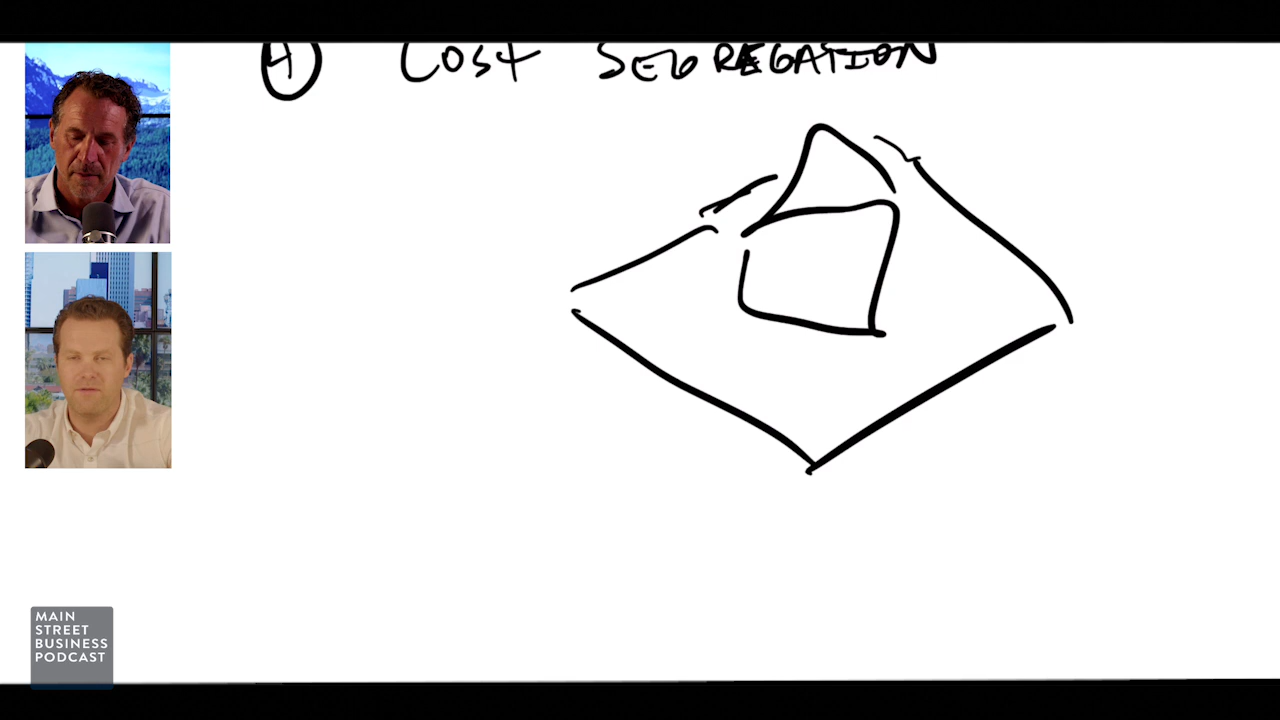 4 COST SEGREGATION
MAIN
STREET
BUSINESS
PODCAST